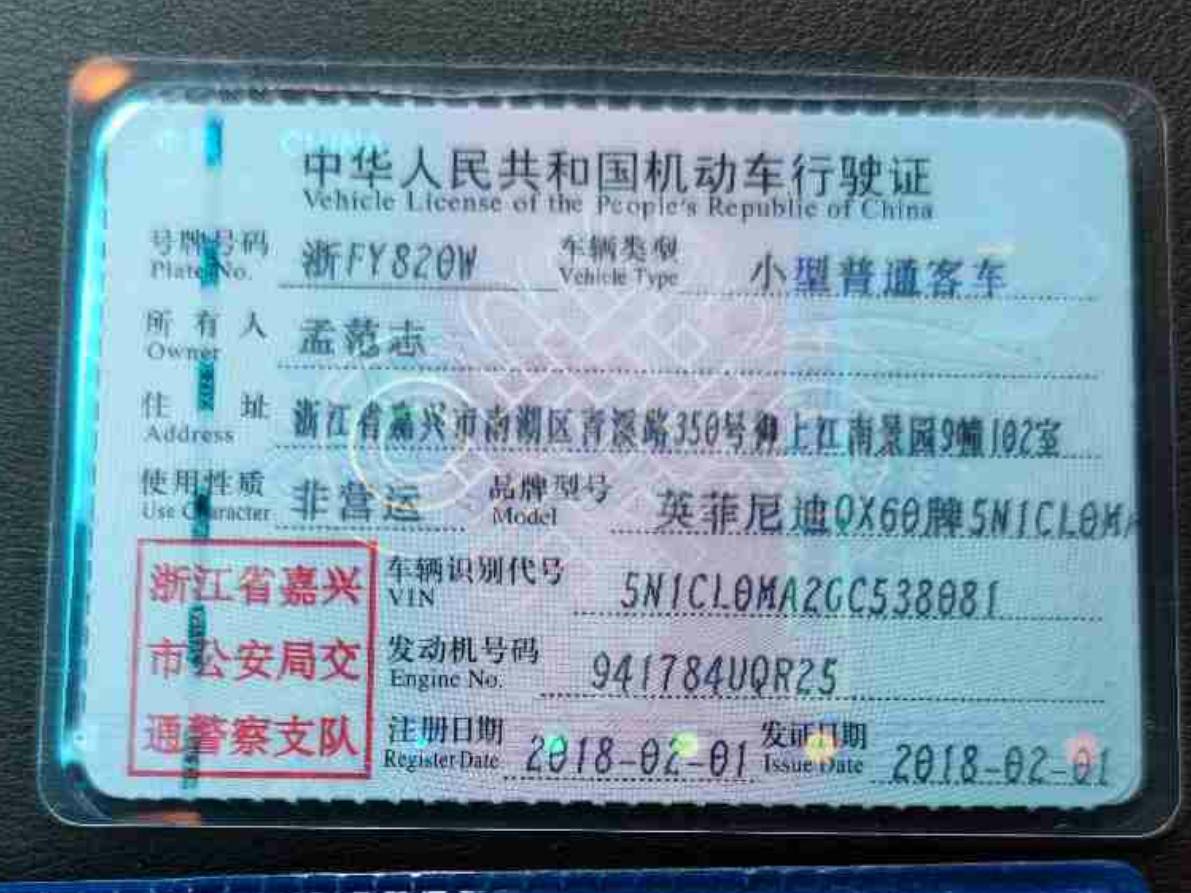 中华人民共和国机动车行驶证
Vehicle License of the People's Republic of China
号牌号码 浙FY820W 车辆类型 小型普通客车
Plate No. Vehicle Type
所有人 孟范志
Owner
住址 浙江省嘉兴市南湖区青溪路350号御上江南景园9幢102室
Address
使用性质 非营运 品牌型号 英菲尼迪QX60牌5N1CL0MA
Use Character Model
浙江省嘉兴
市公安局交
通警察支队
车辆识别代号 5N1CL0MA2GC538081
VIN
发动机号码 941784UQR25
Engine No.
注册日期 2018-02-01 发证日期 2018-02-01
Register Date Issue Date